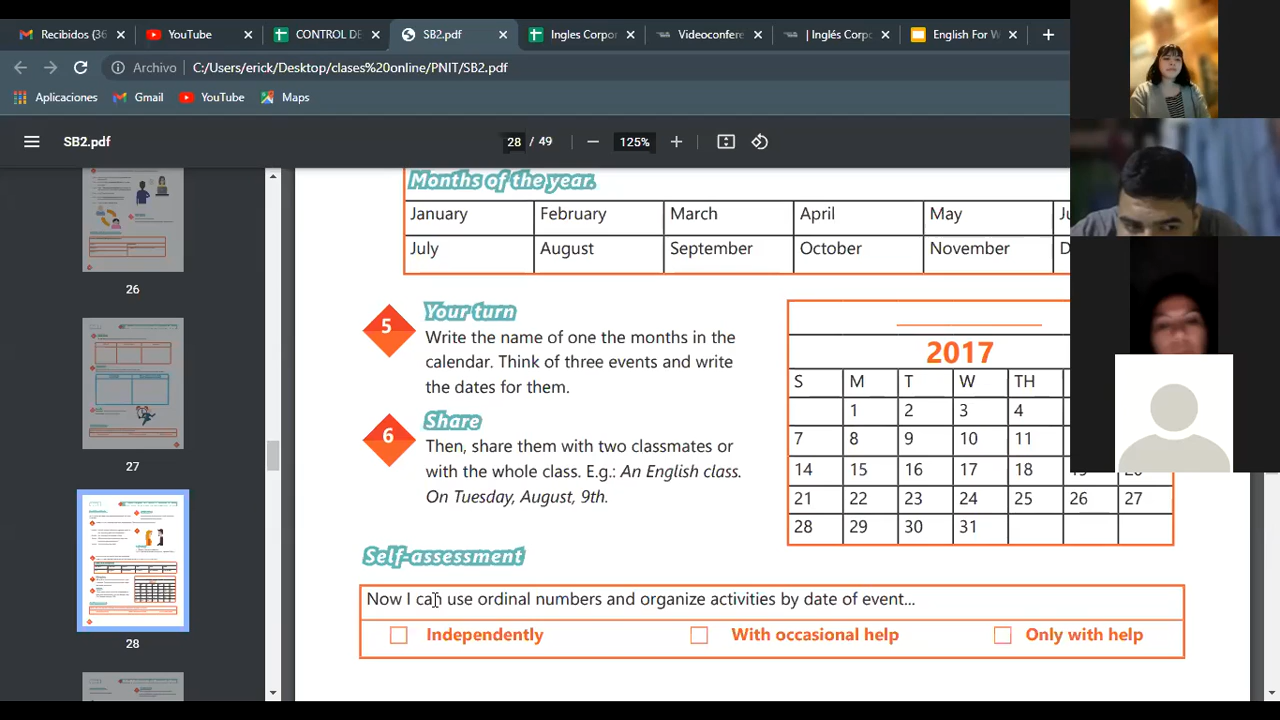 Recibidos (36
YouTube
CONTROL DE
SB2.pdf
Ingles Corpor
Videoconfere
| Inglés Corpo
English For W
Archivo C:/Users/erick/Desktop/clases%20online/PNIT/SB2.pdf
Aplicaciones Gmail YouTube Maps
SB2.pdf 28 / 49 125%
26
27
28
Months of the year.
January February March April May
July August September October November D
5 Your turn
Write the name of one the months in the
calendar. Think of three events and write
the dates for them.
6 Share
Then, share them with two classmates or
with the whole class. E.g.: An English class.
On Tuesday, August, 9th.
2017
S M T W TH
1 2 3 4
7 8 9 10 11
14 15 16 17 18
21 22 23 24 25 26 27
28 29 30 31
Self-assessment
Now I can use ordinal numbers and organize activities by date of event...
Independently With occasional help Only with help